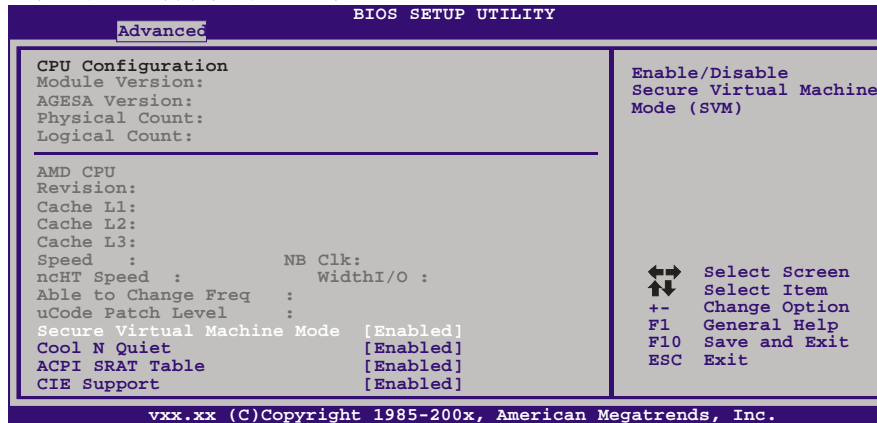 BIOS SETUP UTILITY
Advanced
CPU Configuration
Module Version:
AGESA Version:
Physical Count:
Logical Count:
AMD CPU
Revision:
Cache L1:
Cache L2:
Cache L3:
Speed : NB Clk:
ncHT Speed : WidthI/O :
Able to Change Freq :
uCode Patch Level :
Secure Virtual Machine Mode [Enabled]
Cool N Quiet [Enabled]
ACPI SRAT Table [Enabled]
CIE Support [Enabled]
Enable/Disable
Secure Virtual Machine
Mode (SVM)
Select Screen
Select Item
+- Change Option
F1 General Help
F10 Save and Exit
ESC Exit
vxx.xx (C)Copyright 1985-200x, American Megatrends, Inc.